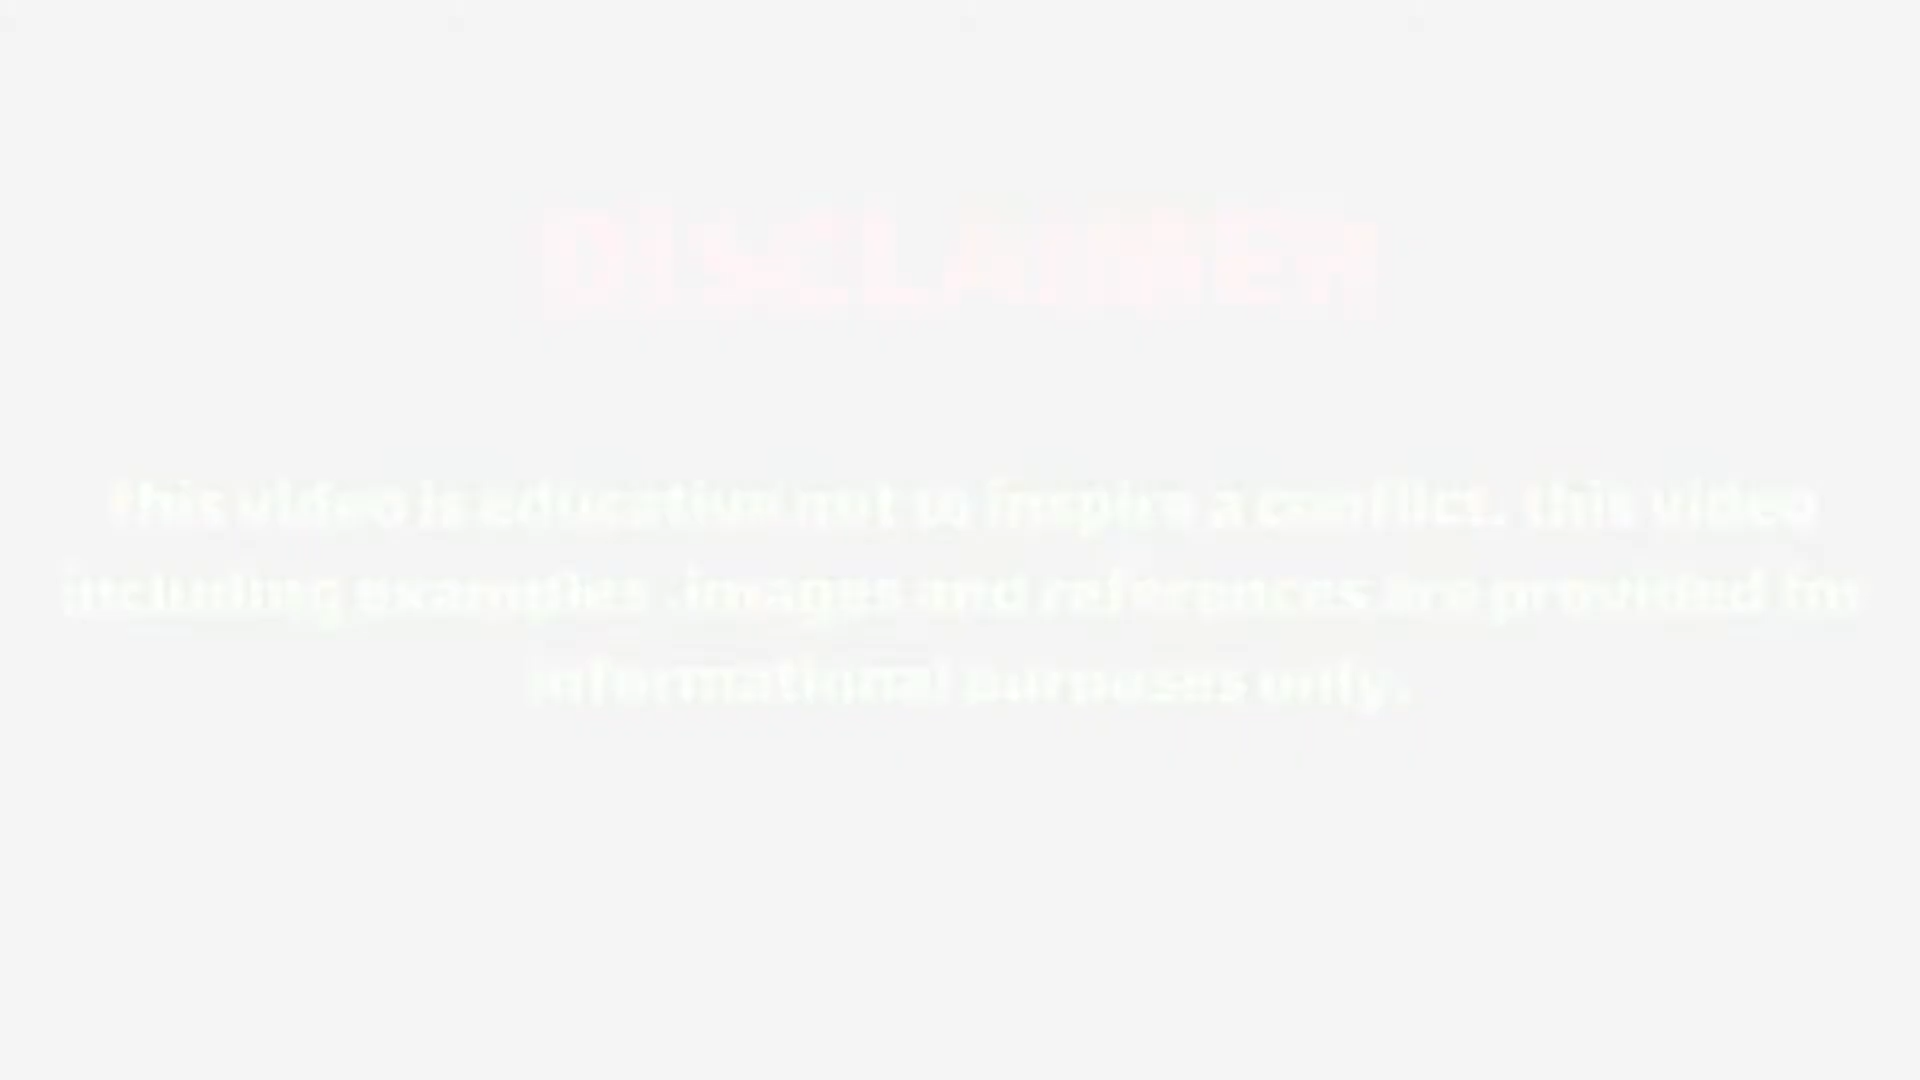 DISCLAIMER
This video is education not to inspire a conflict. this video
including examples .images and references are provided for
informational purposes only.